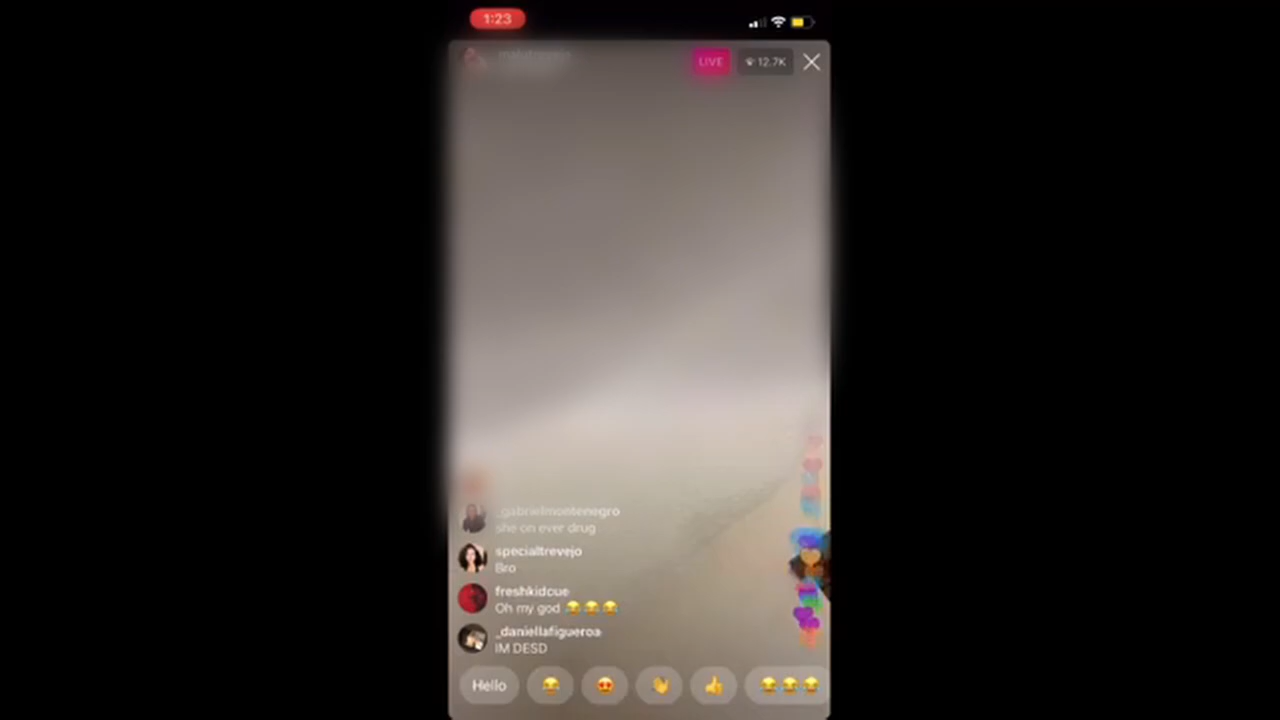 1:23
malutrevejo
LIVE 12.7K
_gabrielmontenegro
she on ever drug
specialtrevejo
Bro
freshkidcue
Oh my god 😂😂😂
_daniellafigueroa
IM DESD
Hello 😂 😍 👋 👍 😂😂😂